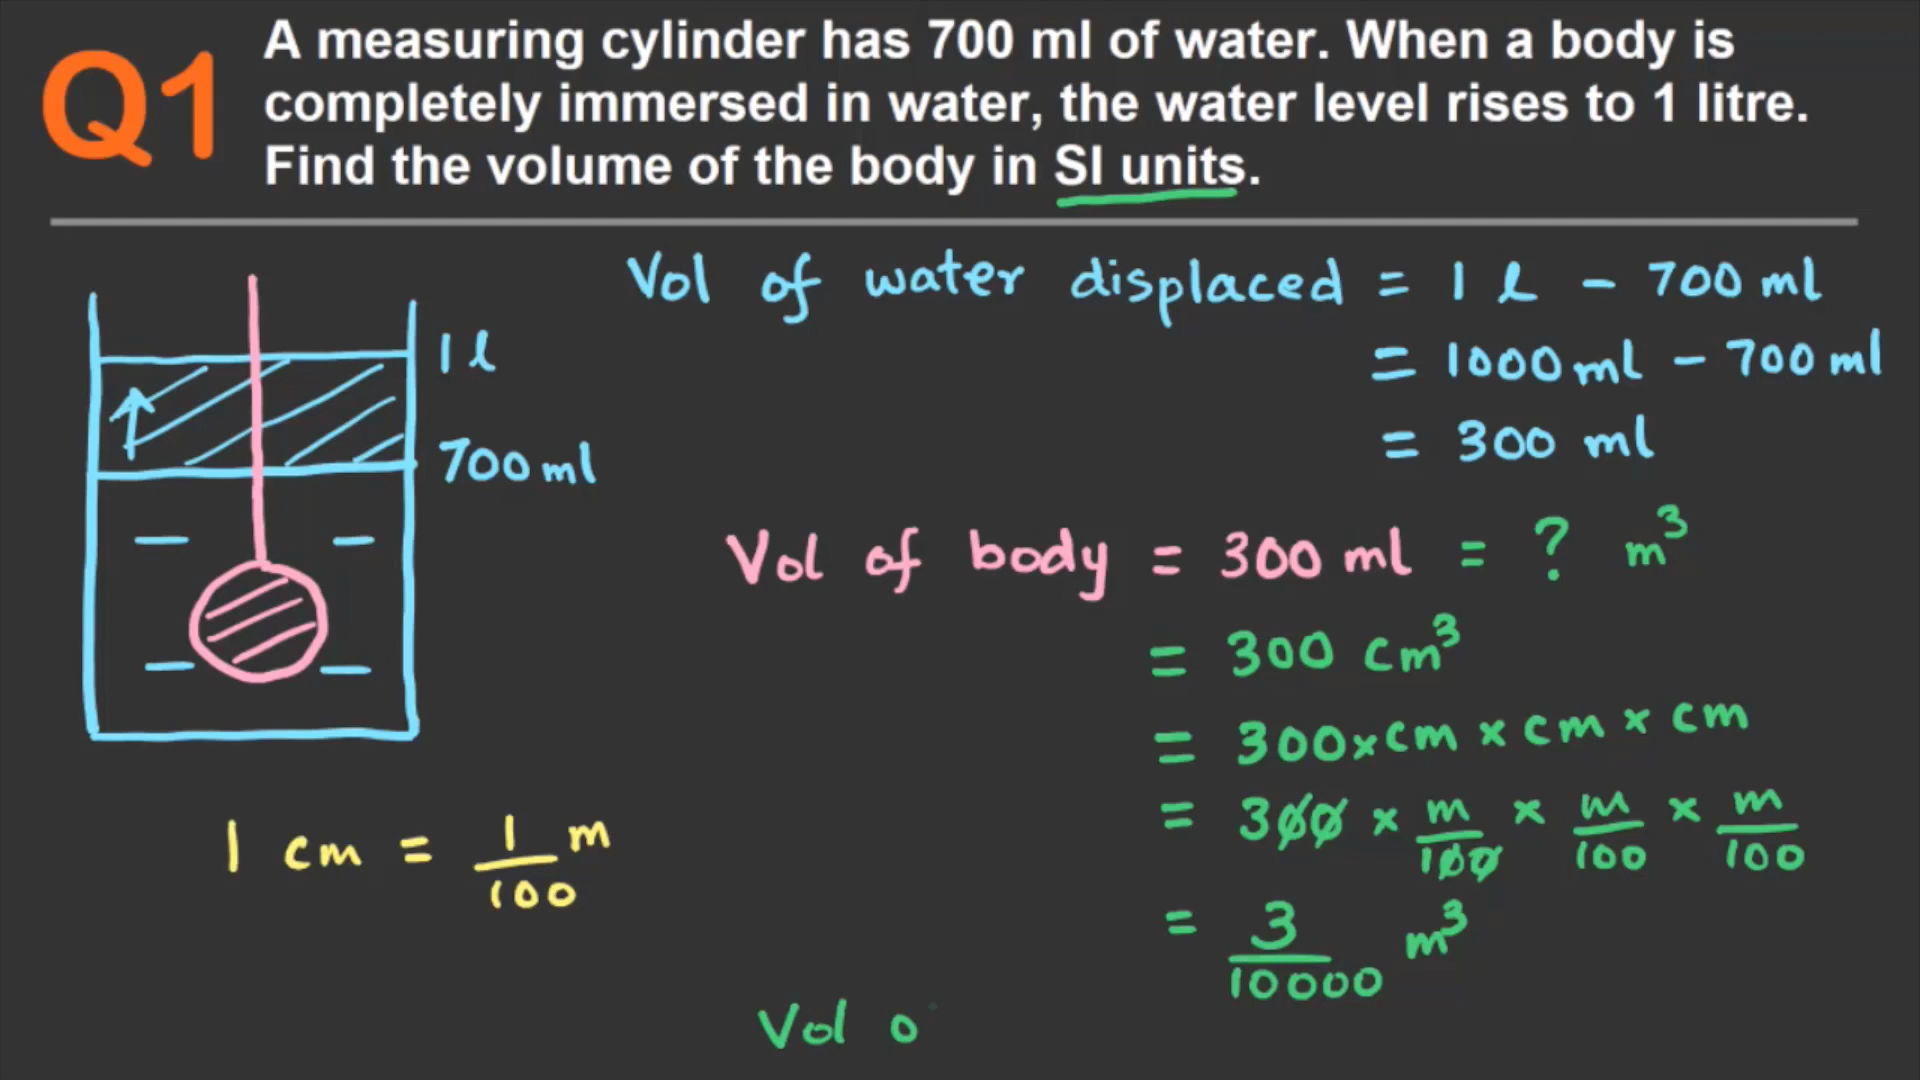 Q1
A measuring cylinder has 700 ml of water. When a body is
completely immersed in water, the water level rises to 1 litre.
Find the volume of the body in SI units.
Vol of water displaced = 1 l - 700 ml
= 1000 ml - 700 ml
= 300 ml
1 l
700 ml
Vol of body = 300 ml = ? m³
= 300 cm³
= 300 × cm × cm × cm
= 300 × m/100 × m/100 × m/100
= 3/10000 m³
1 cm = 1/100 m
Vol o